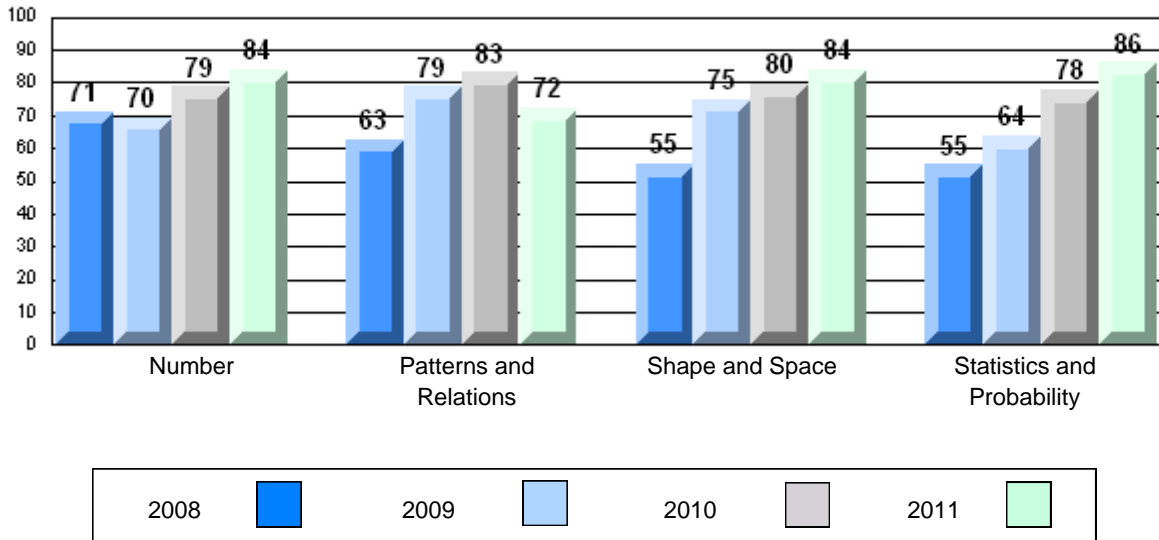 100
90
80
70
60
50
40
30
20
10
0
71 70 79 84
63 79 83 72
55 75 80 84
55 64 78 86
Number
Patterns and
Relations
Shape and Space
Statistics and
Probability
2008 2009 2010 2011